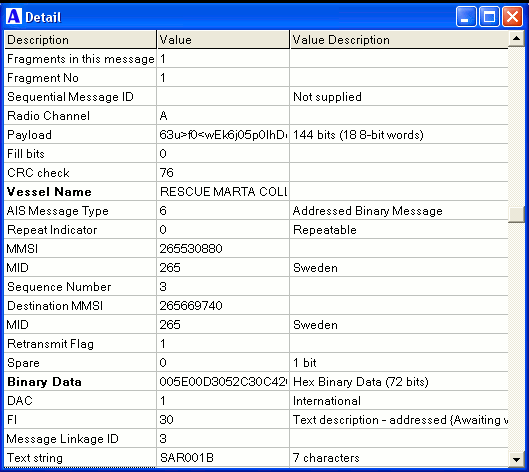 A Detail
Description Value Value Description
Fragments in this message 1
Fragment No 1
Sequential Message ID Not supplied
Radio Channel A
Payload 63u>f0<wEk6j05p0IhD 144 bits (18 8-bit words)
Fill bits 0
CRC check 76
Vessel Name RESCUE MARTA COLL
AIS Message Type 6 Addressed Binary Message
Repeat Indicator 0 Repeatable
MMSI 265530880
MID 265 Sweden
Sequence Number 3
Destination MMSI 265669740
MID 265 Sweden
Retransmit Flag 1
Spare 0 1 bit
Binary Data 005E00D3052C30C42 Hex Binary Data (72 bits)
DAC 1 International
FI 30 Text description - addressed {Awaiting
Message Linkage ID 3
Text string SAR001B 7 characters